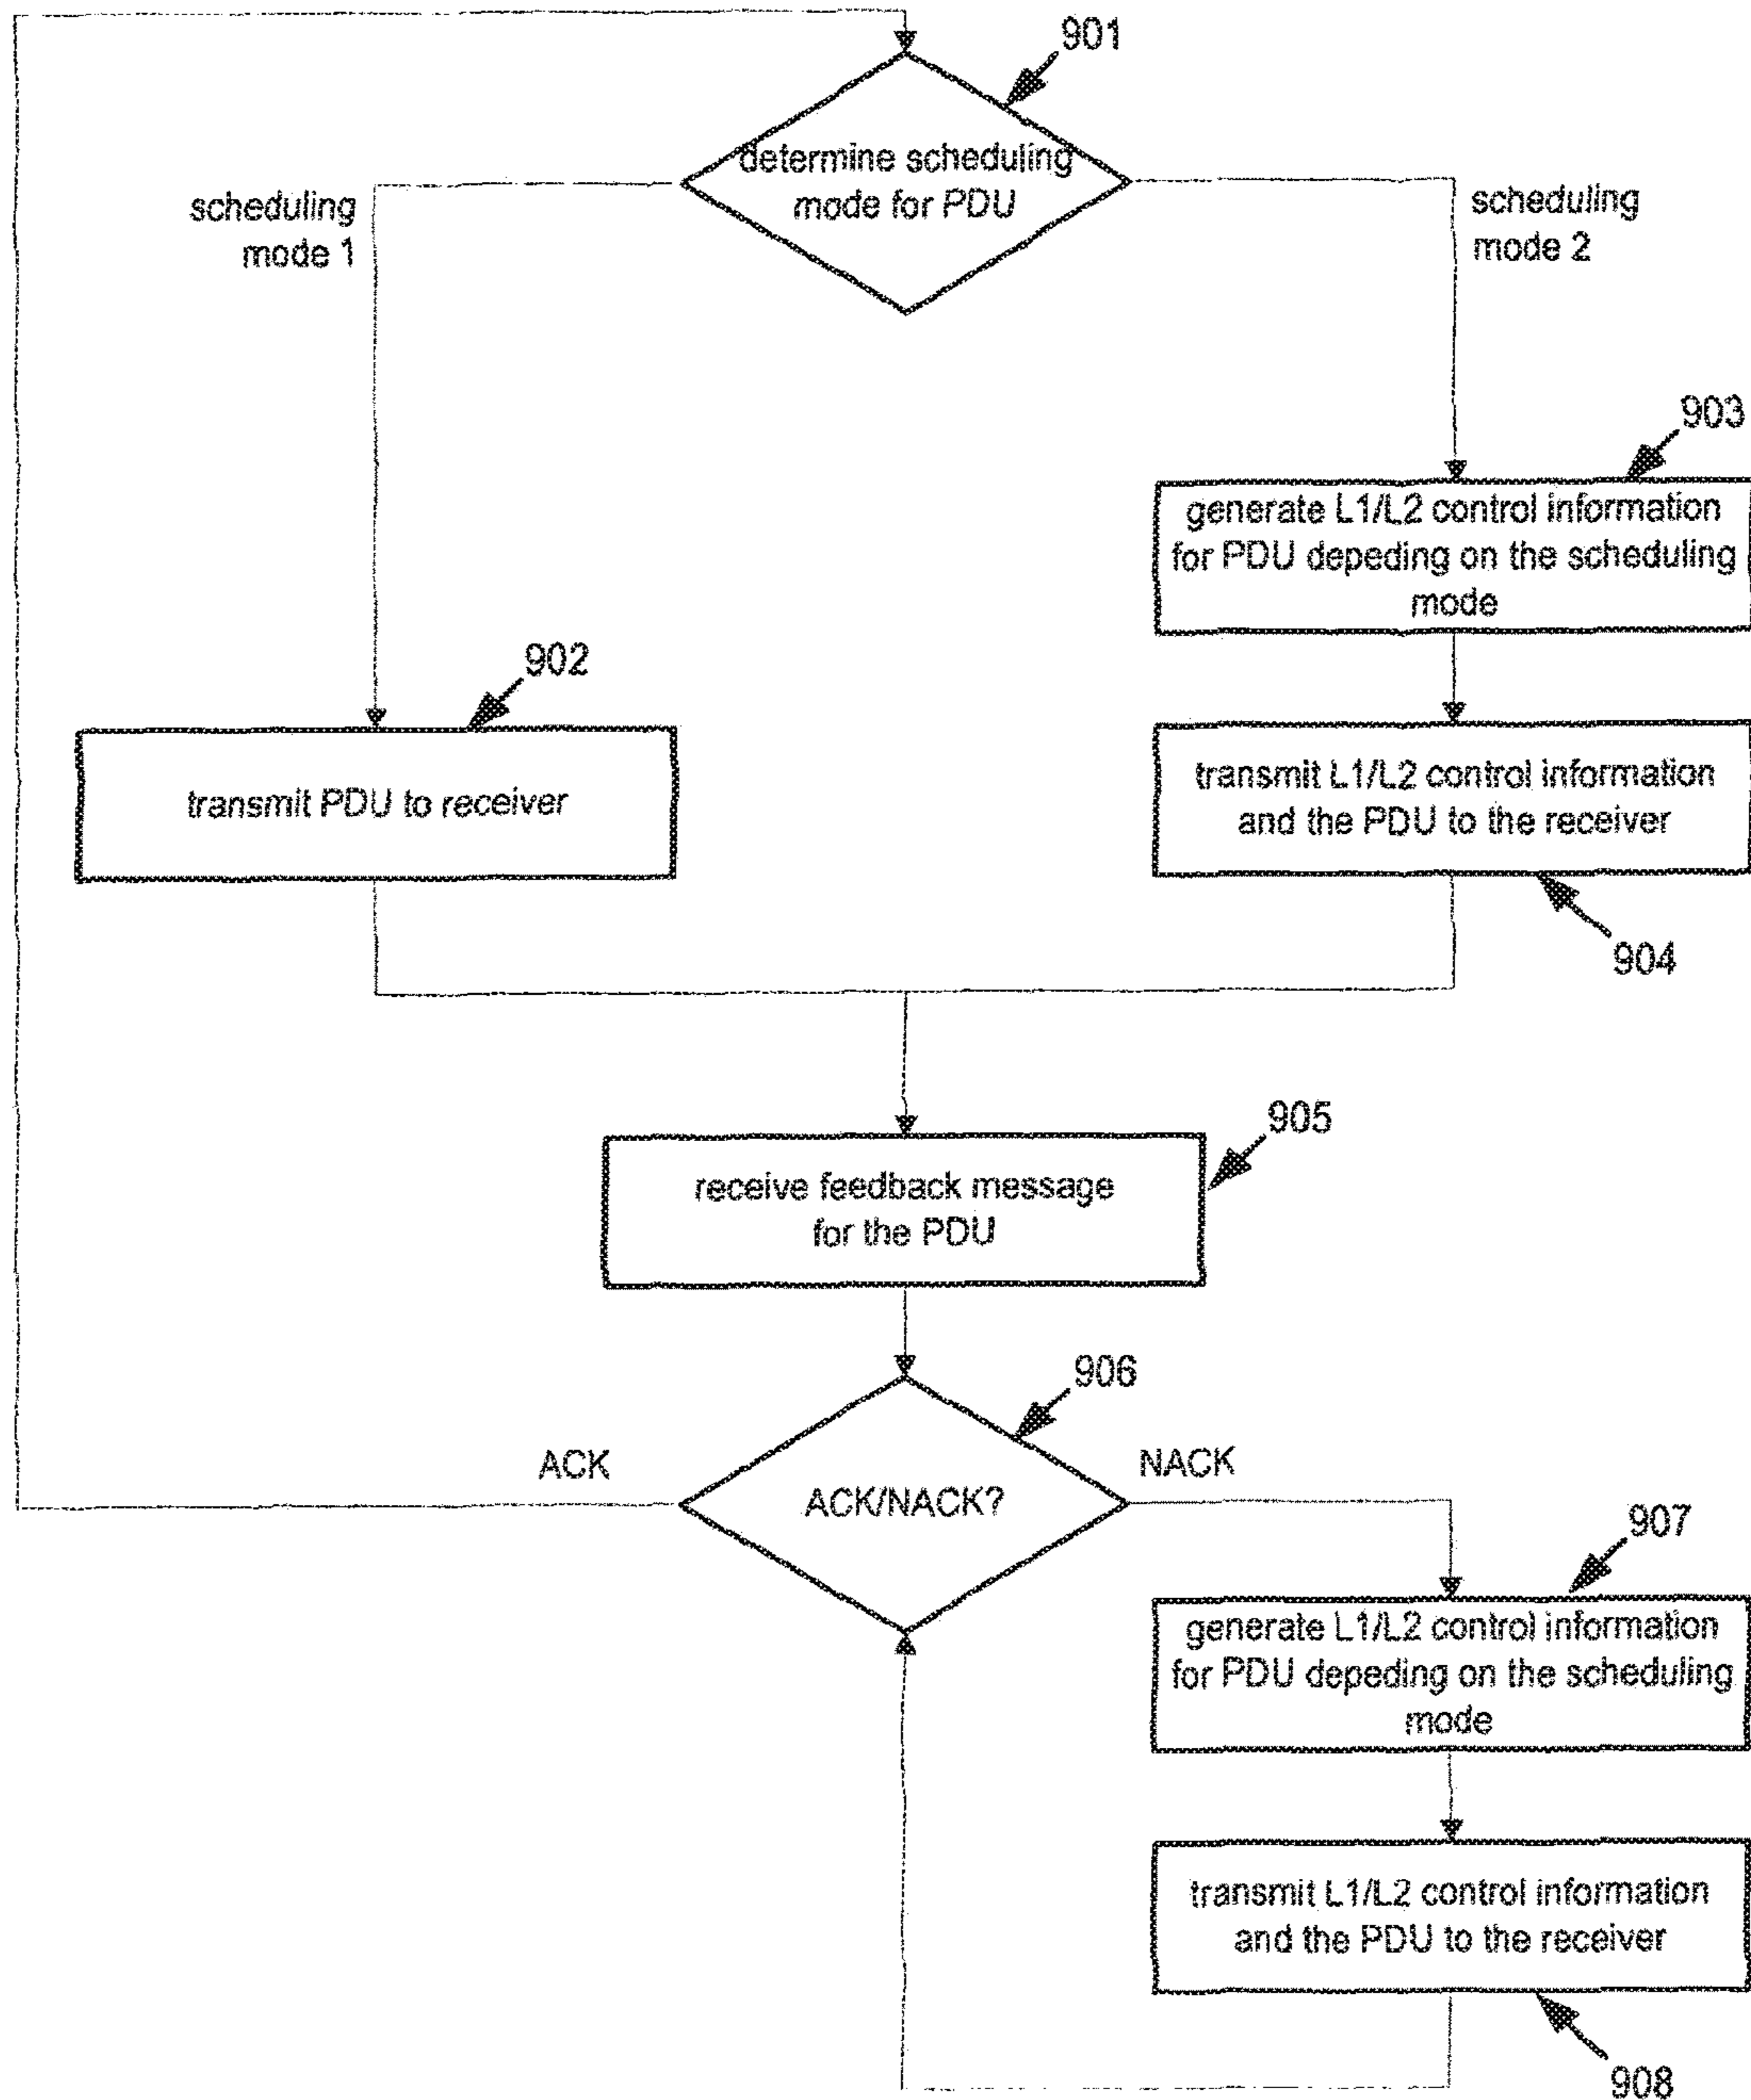 901
determine scheduling
mode for PDU
scheduling
mode 1
scheduling
mode 2
903
generate L1/L2 control information
for PDU depeding on the scheduling
mode
902
transmit PDU to receiver
transmit L1/L2 control information
and the PDU to the receiver
904
905
receive feedback message
for the PDU
906
ACK
ACK/NACK?
NACK
907
generate L1/L2 control information
for PDU depeding on the scheduling
mode
transmit L1/L2 control information
and the PDU to the receiver
908